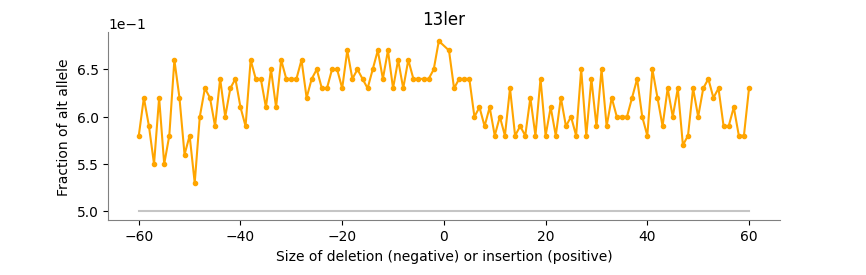 13ler
1e−1
Fraction of alt allele
6.5
6.0
5.5
5.0
−60 −40 −20 0 20 40 60
Size of deletion (negative) or insertion (positive)